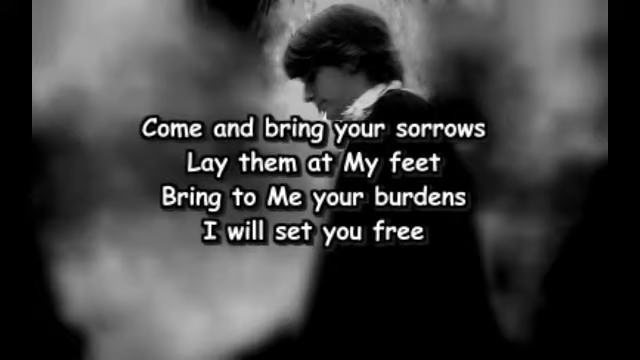 Come and bring your sorrows
Lay them at My feet
Bring to Me your burdens
I will set you free